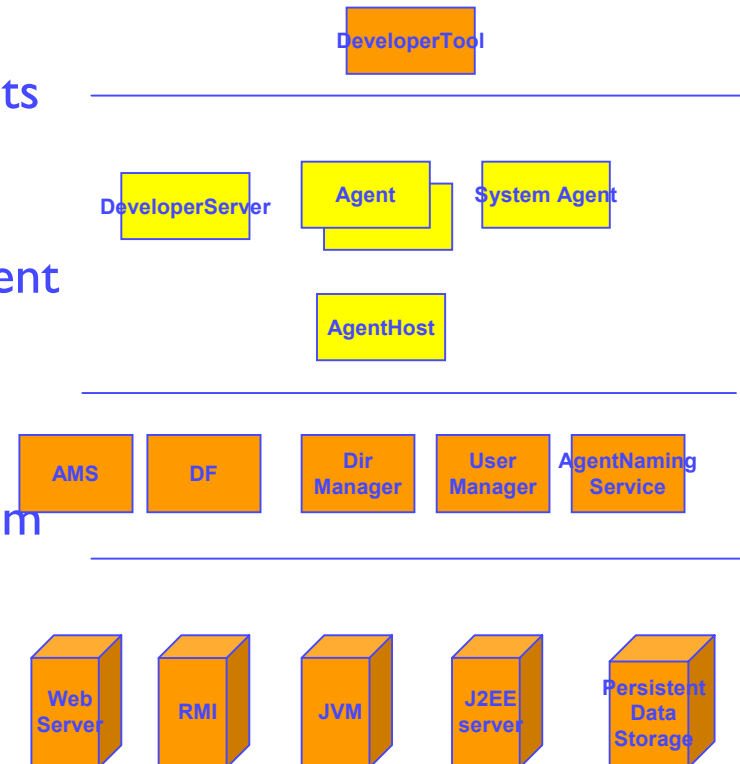 DeveloperTool
ts
DeveloperServer
Agent
System Agent
ent
AgentHost
AMS
DF
Dir
Manager
User
Manager
AgentNaming
Service
m
Web
Server
RMI
JVM
J2EE
server
Persistent
Data
Storage